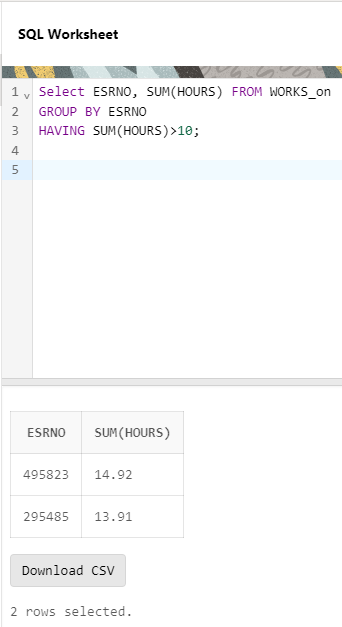 SQL Worksheet
1 Select ESRNO, SUM(HOURS) FROM WORKS_on
2 GROUP BY ESRNO
3 HAVING SUM(HOURS)>10;
4
5
ESRNO SUM(HOURS)
495823 14.92
295485 13.91
Download CSV
2 rows selected.